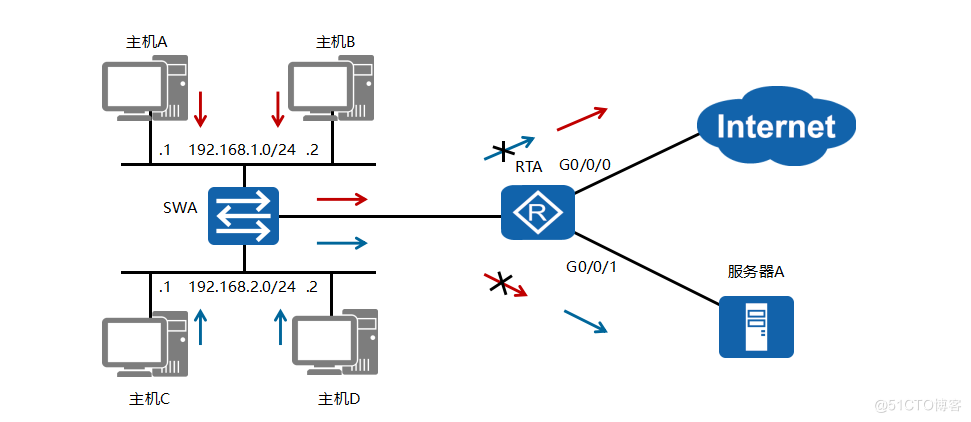 主机A
主机B
Internet
.1 192.168.1.0/24 .2
RTA
G0/0/0
SWA
R
G0/0/1
服务器A
.1 192.168.2.0/24 .2
主机C
主机D
@51CTO博客